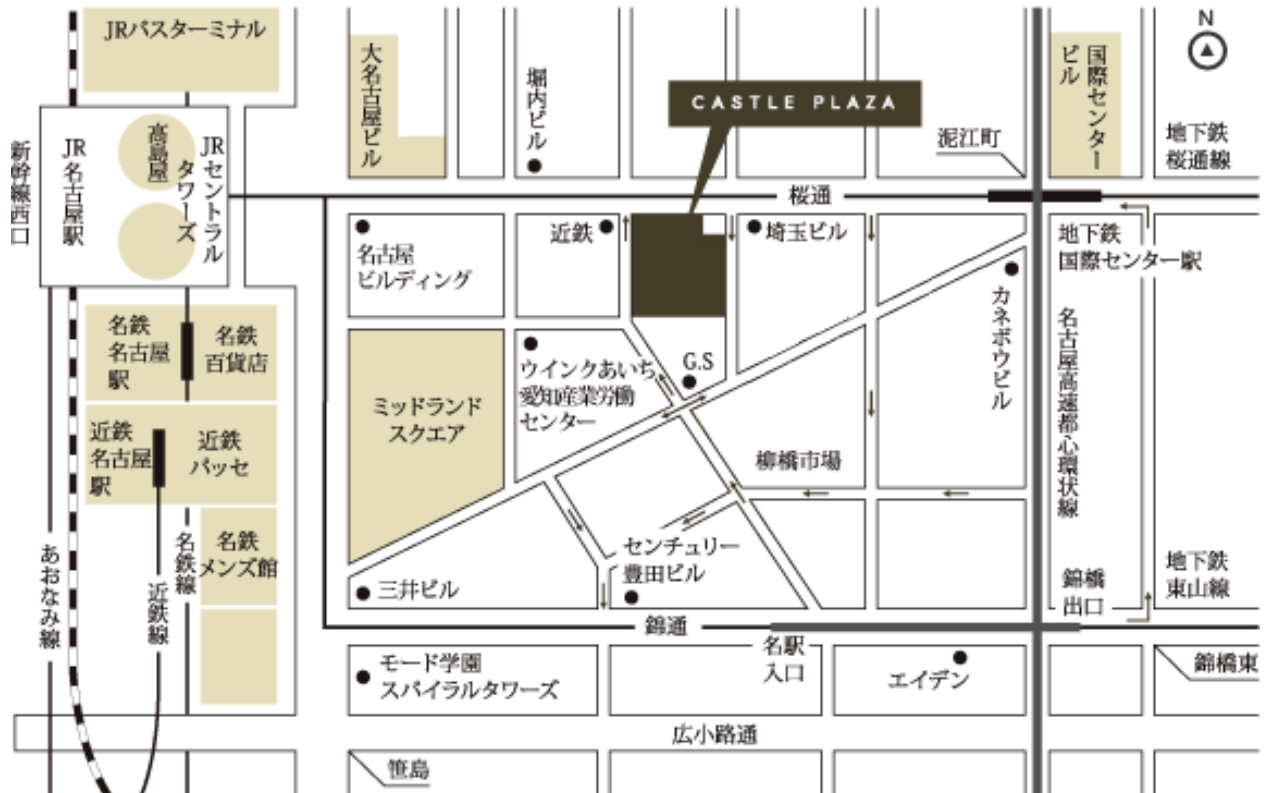 JRバスターミナル
大名古屋ビル
堀内ビル
CASTLE PLAZA
国際センター
ビル
N
泥江町
地下鉄
桜通線
新幹線西口
JR名古屋駅
高島屋
JRセントラル
タワーズ
桜通
名古屋
ビルディング
近鉄
埼玉ビル
地下鉄
国際センター駅
カネボウビル
名古屋高速都心環状線
名鉄
名古屋
駅
名鉄
百貨店
ミッドランド
スクエア
ウインクあいち
愛知産業労働
センター
G.S
近鉄
名古屋
駅
近鉄
パッセ
柳橋市場
あおなみ線
近鉄線
名鉄線
名鉄
メンズ館
三井ビル
センチュリー
豊田ビル
錦橋
出口
地下鉄
東山線
錦通
名駅
入口
モード学園
スパイラルタワーズ
エイデン
錦橋東
広小路通
笹島